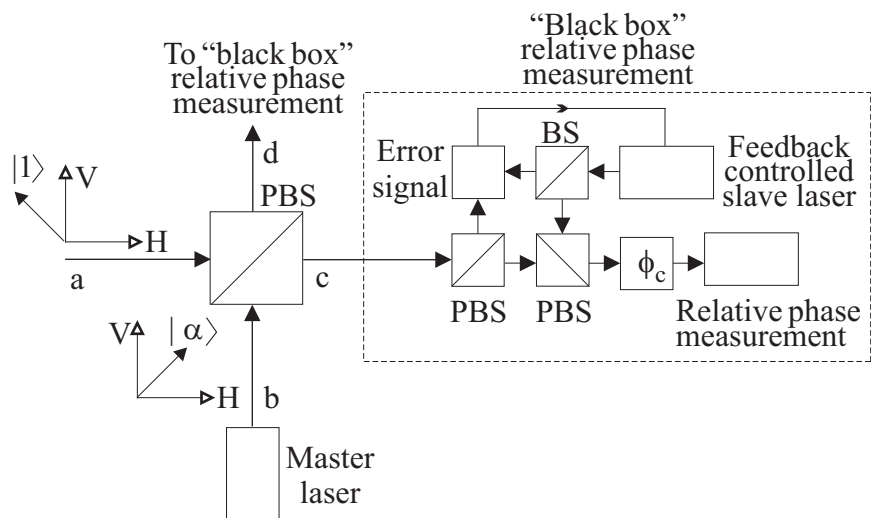 “Black box”
relative phase
measurement
To “black box”
relative phase
measurement
d
BS
Error
signal
Feedback
controlled
slave laser
|1⟩
V
H
a
PBS
c
PBS
PBS
ϕc
Relative phase
measurement
V
|α⟩
H
b
Master
laser